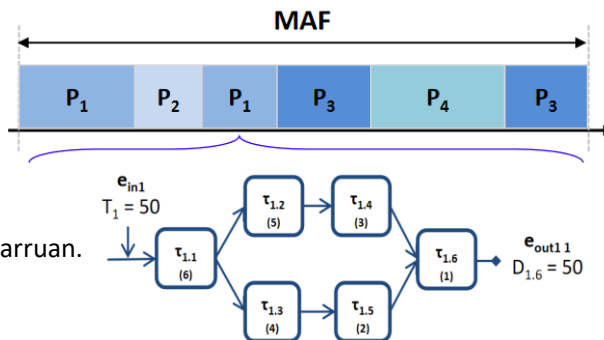 MAF
P1 P2 P1 P3 P4 P3
ein1
T1 = 50
arruan.
τ1.1
(6)
τ1.2
(5)
τ1.4
(3)
τ1.3
(4)
τ1.5
(2)
τ1.6
(1)
eout1 1
D1.6 = 50